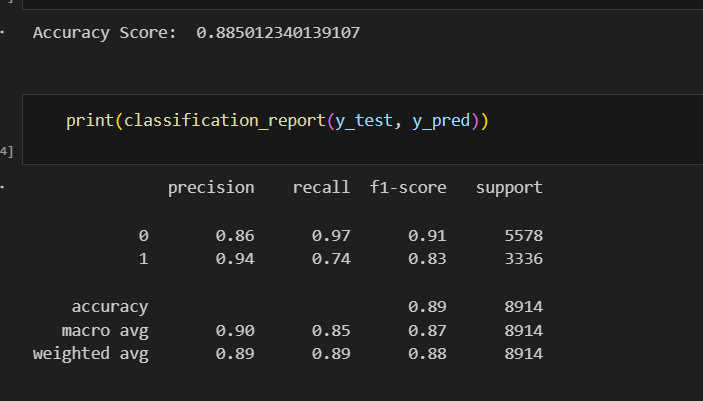 Accuracy Score:  0.885012340139107
print(classification_report(y_test, y_pred))
4]
precision    recall  f1-score   support
0       0.86      0.97      0.91      5578
1       0.94      0.74      0.83      3336
accuracy                           0.89      8914
macro avg       0.90      0.85      0.87      8914
weighted avg       0.89      0.89      0.88      8914